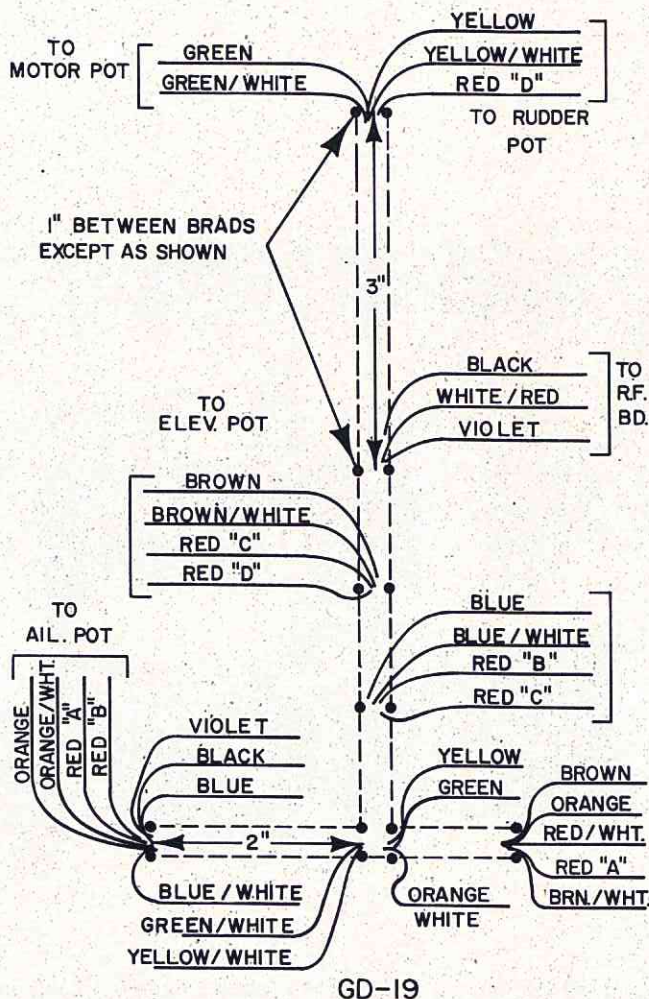 TO
MOTOR POT
GREEN
GREEN/WHITE
YELLOW
YELLOW/WHITE
RED "D"
TO RUDDER
POT
1" BETWEEN BRADS
EXCEPT AS SHOWN
3"
BLACK
WHITE/RED
VIOLET
TO
R.F.
BD.
TO
ELEV. POT
BROWN
BROWN/WHITE
RED "C"
RED "D"
BLUE
BLUE/WHITE
RED "B"
RED "C"
TO
AIL. POT
ORANGE
ORANGE/WHT.
RED "A"
RED "B"
VIOLET
BLACK
BLUE
2"
BLUE/WHITE
GREEN/WHITE
YELLOW/WHITE
YELLOW
GREEN
ORANGE
WHITE
BROWN
ORANGE
RED/WHT.
RED "A"
BRN./WHT.
GD-19